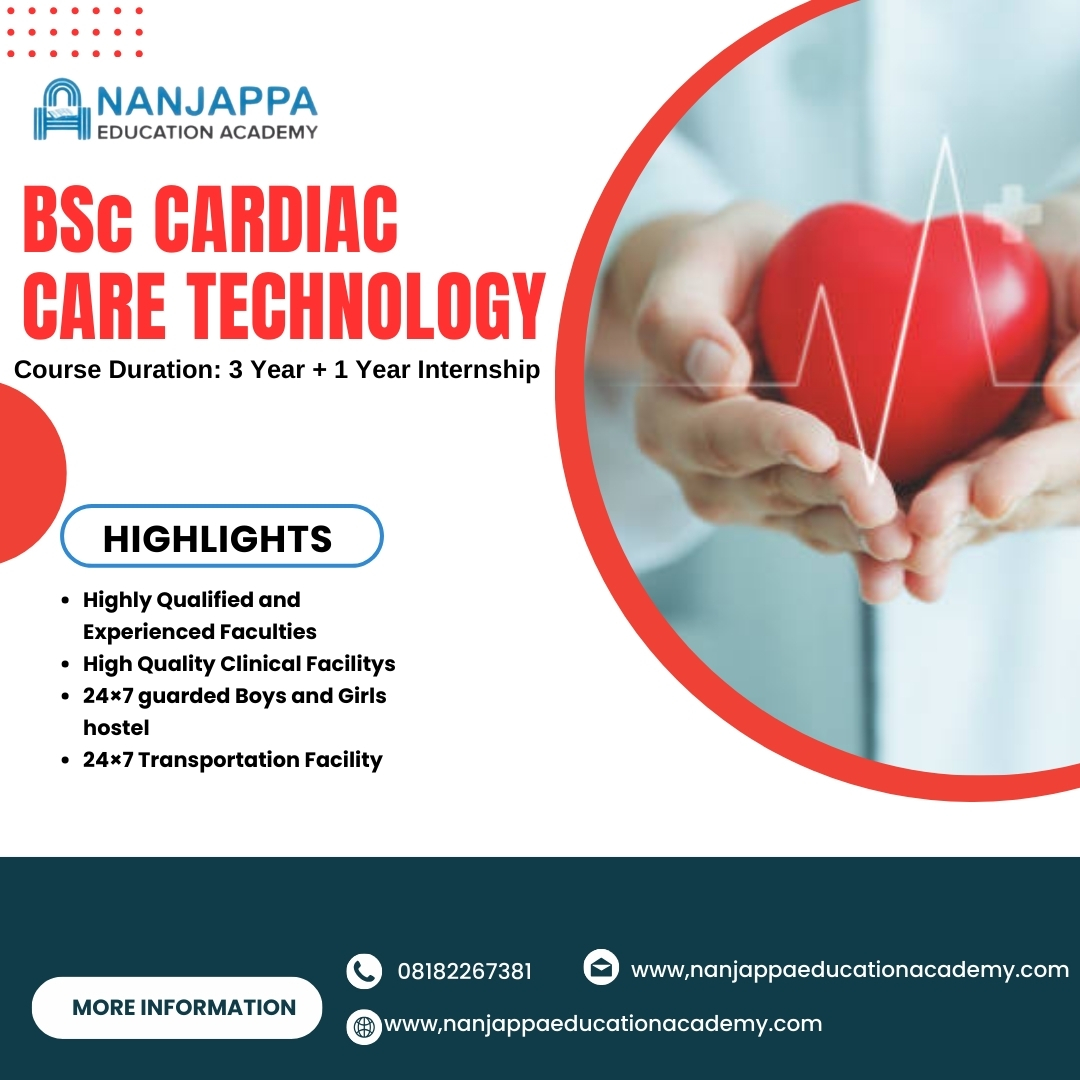 NANJAPPA
EDUCATION ACADEMY
BSc CARDIAC
CARE TECHNOLOGY
Course Duration: 3 Year + 1 Year Internship
HIGHLIGHTS
• Highly Qualified and
Experienced Faculties
• High Quality Clinical Facilitys
• 24×7 guarded Boys and Girls
hostel
• 24×7 Transportation Facility
MORE INFORMATION
08182267381
www,nanjappaeducationacademy.com
www,nanjappaeducationacademy.com